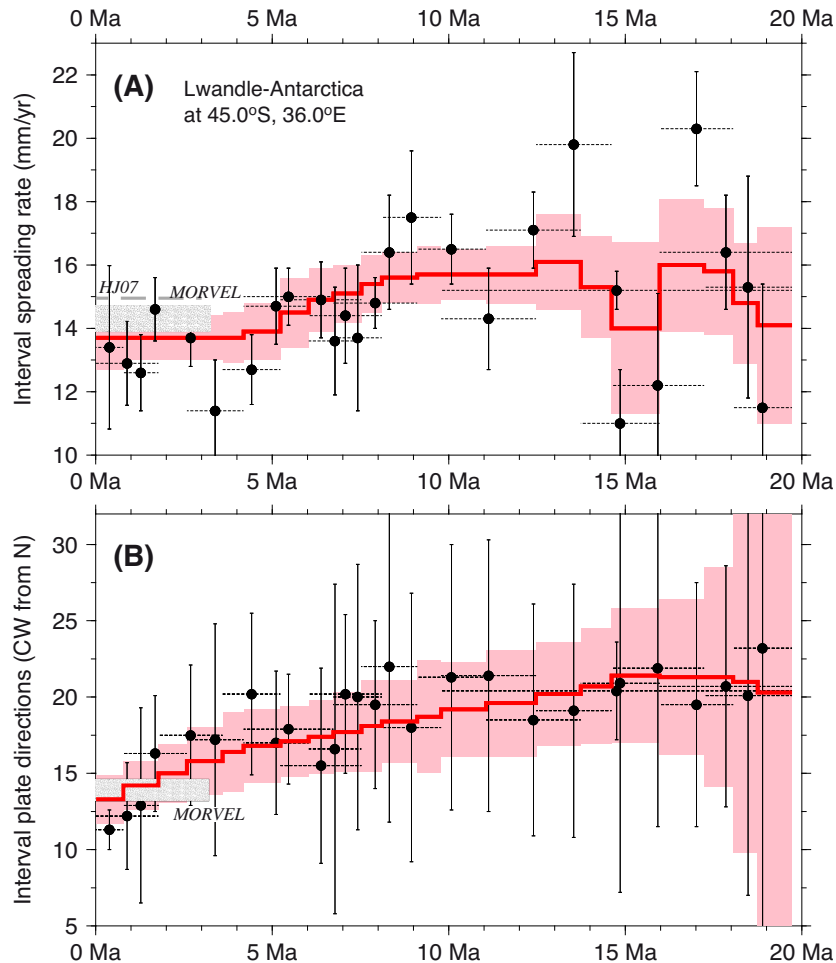 0 Ma 5 Ma 10 Ma 15 Ma 20 Ma
(A) Lwandle-Antarctica
at 45.0°S, 36.0°E
Interval spreading rate (mm/yr)
22
20
18
16
14
12
10
HJ07 MORVEL
0 Ma 5 Ma 10 Ma 15 Ma 20 Ma
(B)
Interval plate directions (CW from N)
30
25
20
15
10
5
MORVEL
0 Ma 5 Ma 10 Ma 15 Ma 20 Ma